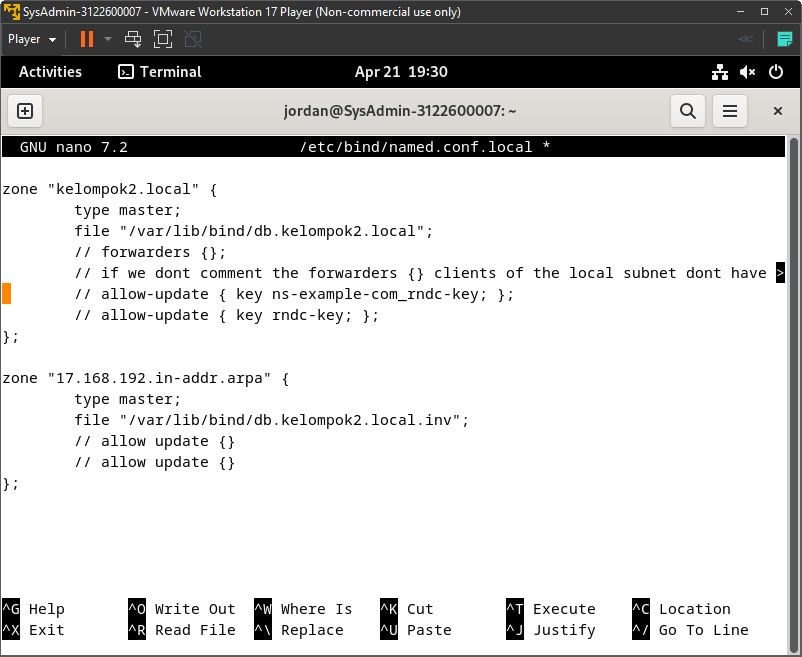 SysAdmin-3122600007 - VMware Workstation 17 Player (Non-commercial use only)
Player
Activities Terminal Apr 21 19:30
jordan@SysAdmin-3122600007: ~
GNU nano 7.2 /etc/bind/named.conf.local *
zone "kelompok2.local" {
type master;
file "/var/lib/bind/db.kelompok2.local";
// forwarders {};
// if we dont comment the forwarders {} clients of the local subnet dont have >
// allow-update { key ns-example-com_rndc-key; };
// allow-update { key rndc-key; };
};
zone "17.168.192.in-addr.arpa" {
type master;
file "/var/lib/bind/db.kelompok2.local.inv";
// allow update {}
// allow update {}
};
^G Help ^O Write Out ^W Where Is ^K Cut ^T Execute ^C Location
^X Exit ^R Read File ^\ Replace ^U Paste ^J Justify ^/ Go To Line